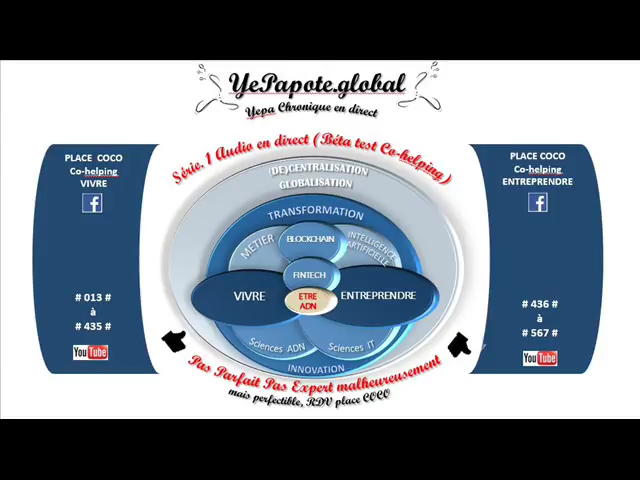 YePapote.global
Yepa Chronique en direct
Série.1 Audio en direct (Béta test Co-helping)
PLACE COCO
Co-helping
VIVRE
f
# 013 #
à
# 435 #
YouTube
(DE)CENTRALISATION
GLOBALISATION
TRANSFORMATION
METIER
BLOCKCHAIN
INTELLIGENCE
ARTIFICIELLE
FINTECH
VIVRE
ETRE
ADN
ENTREPRENDRE
Sciences ADN
Sciences IT
INNOVATION
PLACE COCO
Co-helping
ENTREPRENDRE
f
# 436 #
à
# 567 #
YouTube
Pas Parfait Pas Expert malheureusement
mais perfectible, RDV place COCO